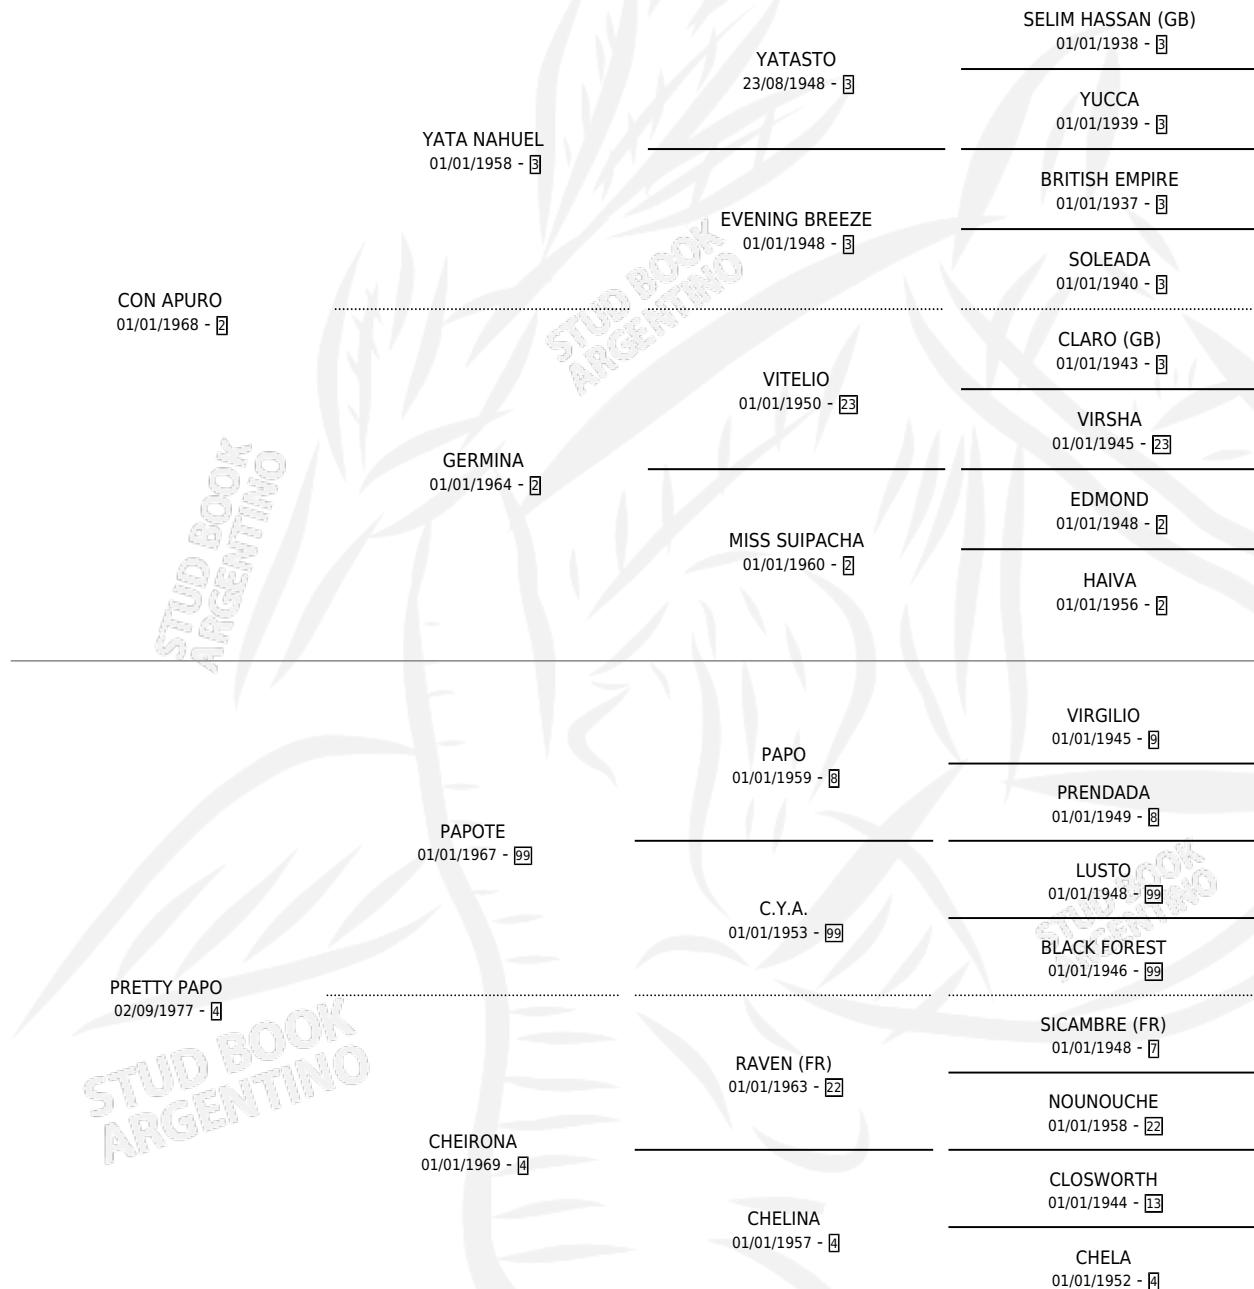 SELIM HASSAN (GB)
01/01/1938 - 3
YATASTO
23/08/1948 - 3
YUCCA
01/01/1939 - 3
YATA NAHUEL
01/01/1958 - 3
BRITISH EMPIRE
01/01/1937 - 3
EVENING BREEZE
01/01/1948 - 3
SOLEADA
01/01/1940 - 3
CON APURO
01/01/1968 - 2
CLARO (GB)
01/01/1943 - 3
VITELIO
01/01/1950 - 23
VIRSHA
01/01/1945 - 23
GERMINA
01/01/1964 - 2
EDMOND
01/01/1948 - 2
MISS SUIPACHA
01/01/1960 - 2
HAIVA
01/01/1956 - 2
VIRGILIO
01/01/1945 - 9
PAPO
01/01/1959 - 8
PRENDADA
01/01/1949 - 8
PAPOTE
01/01/1967 - 99
LUSTO
01/01/1948 - 99
C.Y.A.
01/01/1953 - 99
BLACK FOREST
01/01/1946 - 99
PRETTY PAPO
02/09/1977 - 4
SICAMBRE (FR)
01/01/1948 - 7
RAVEN (FR)
01/01/1963 - 22
NOUNOUCHE
01/01/1958 - 22
CHEIRONA
01/01/1969 - 4
CLOSWORTH
01/01/1944 - 13
CHELINA
01/01/1957 - 4
CHELA
01/01/1952 - 4
STUD BOOK
ARGENTINO
STUD BOOK
ARGENTINO
STUD BOOK
ARGENTINO
STUD BOOK
ARGENTINO